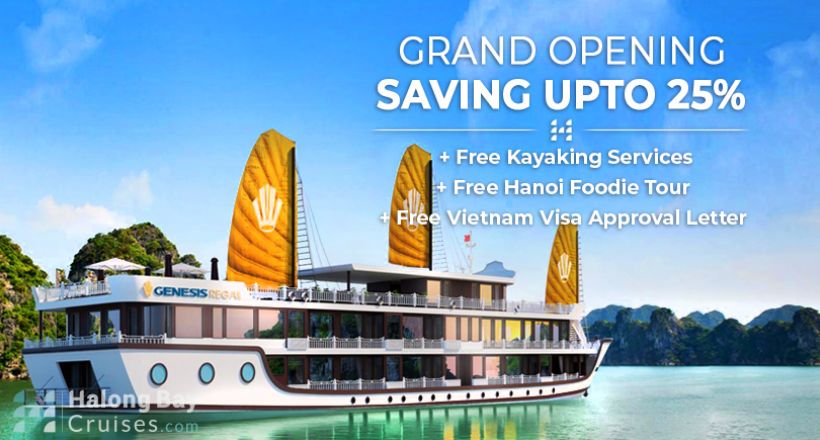 GRAND OPENING
SAVING UPTO 25%
+ Free Kayaking Services
+ Free Hanoi Foodie Tour
+ Free Vietnam Visa Approval Letter
GENESIS REGAL
Halong Bay
Cruises.com